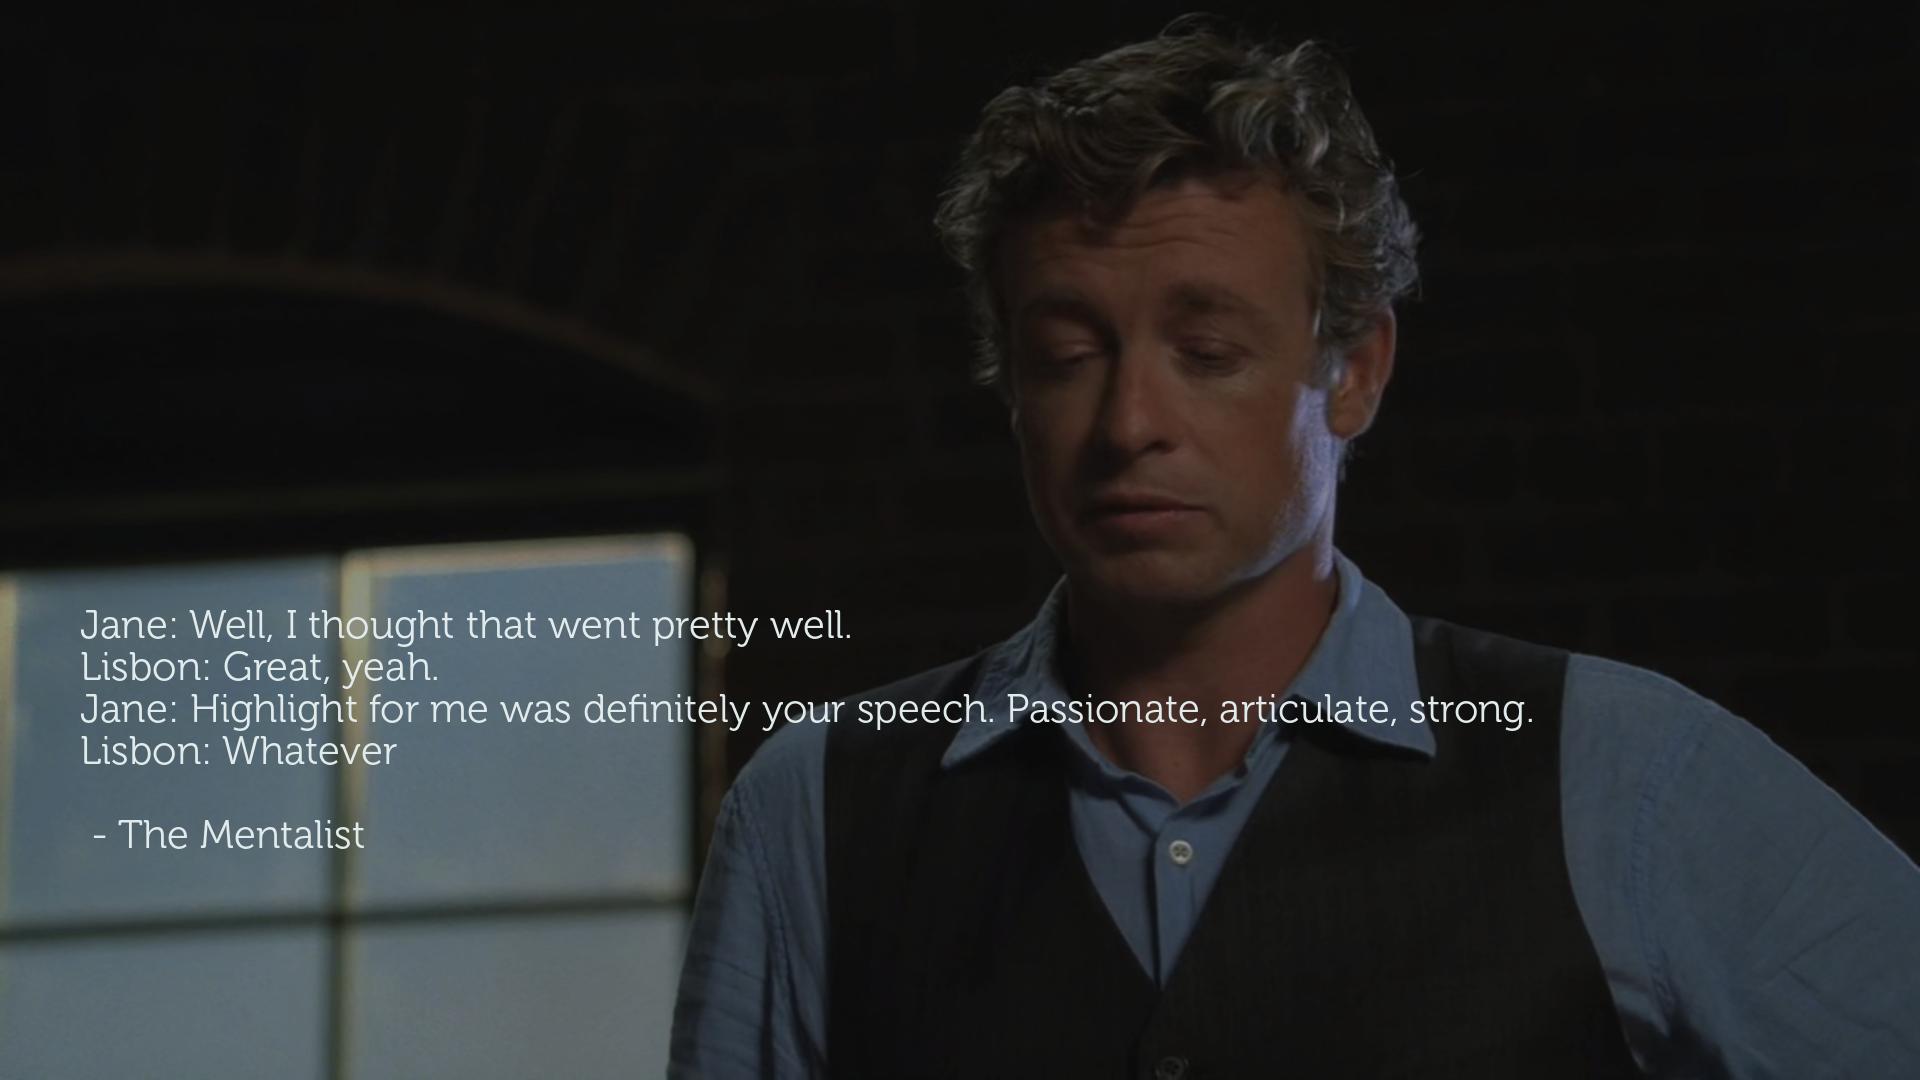 Jane: Well, I thought that went pretty well.
Lisbon: Great, yeah.
Jane: Highlight for me was definitely your speech. Passionate, articulate, strong.
Lisbon: Whatever
- The Mentalist